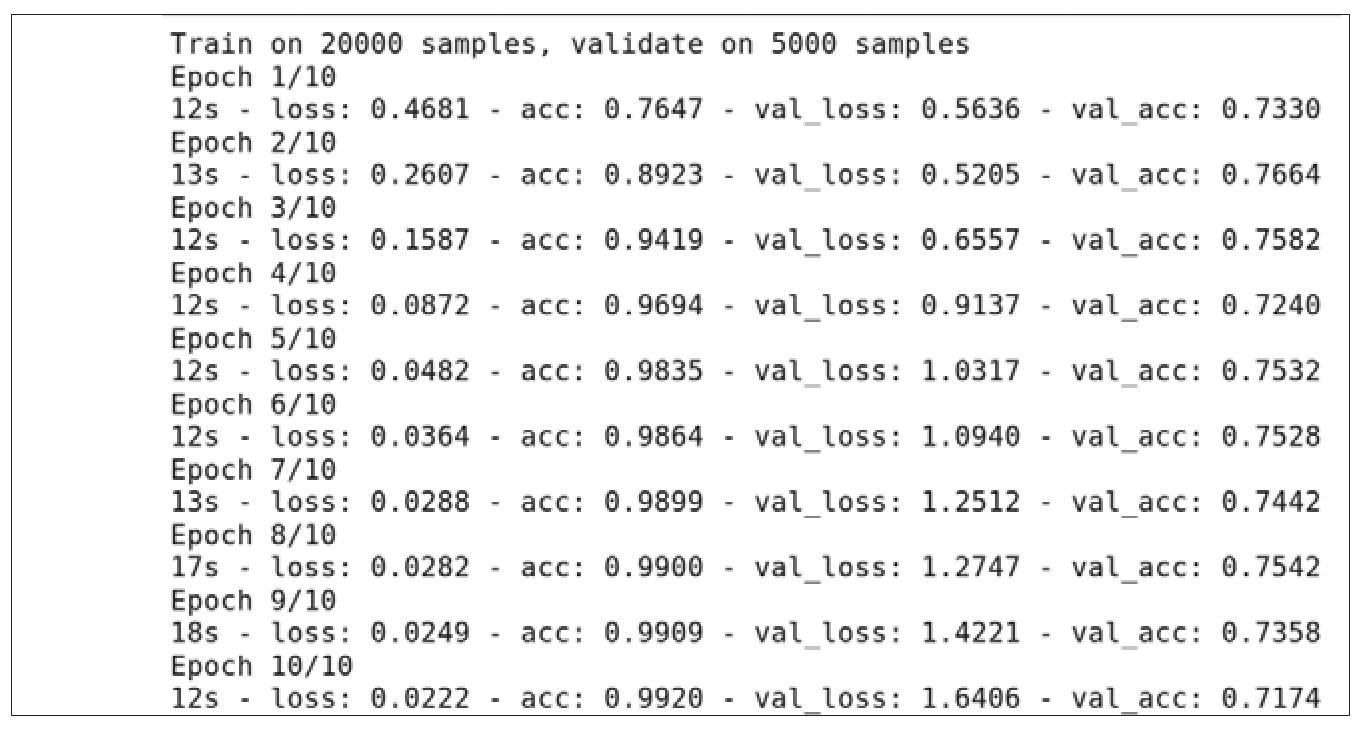 Train on 20000 samples, validate on 5000 samples
Epoch 1/10
12s - loss: 0.4681 - acc: 0.7647 - val_loss: 0.5636 - val_acc: 0.7330
Epoch 2/10
13s - loss: 0.2607 - acc: 0.8923 - val_loss: 0.5205 - val_acc: 0.7664
Epoch 3/10
12s - loss: 0.1587 - acc: 0.9419 - val_loss: 0.6557 - val_acc: 0.7582
Epoch 4/10
12s - loss: 0.0872 - acc: 0.9694 - val_loss: 0.9137 - val_acc: 0.7240
Epoch 5/10
12s - loss: 0.0482 - acc: 0.9835 - val_loss: 1.0317 - val_acc: 0.7532
Epoch 6/10
12s - loss: 0.0364 - acc: 0.9864 - val_loss: 1.0940 - val_acc: 0.7528
Epoch 7/10
13s - loss: 0.0288 - acc: 0.9899 - val_loss: 1.2512 - val_acc: 0.7442
Epoch 8/10
17s - loss: 0.0282 - acc: 0.9900 - val_loss: 1.2747 - val_acc: 0.7542
Epoch 9/10
18s - loss: 0.0249 - acc: 0.9909 - val_loss: 1.4221 - val_acc: 0.7358
Epoch 10/10
12s - loss: 0.0222 - acc: 0.9920 - val_loss: 1.6406 - val_acc: 0.7174